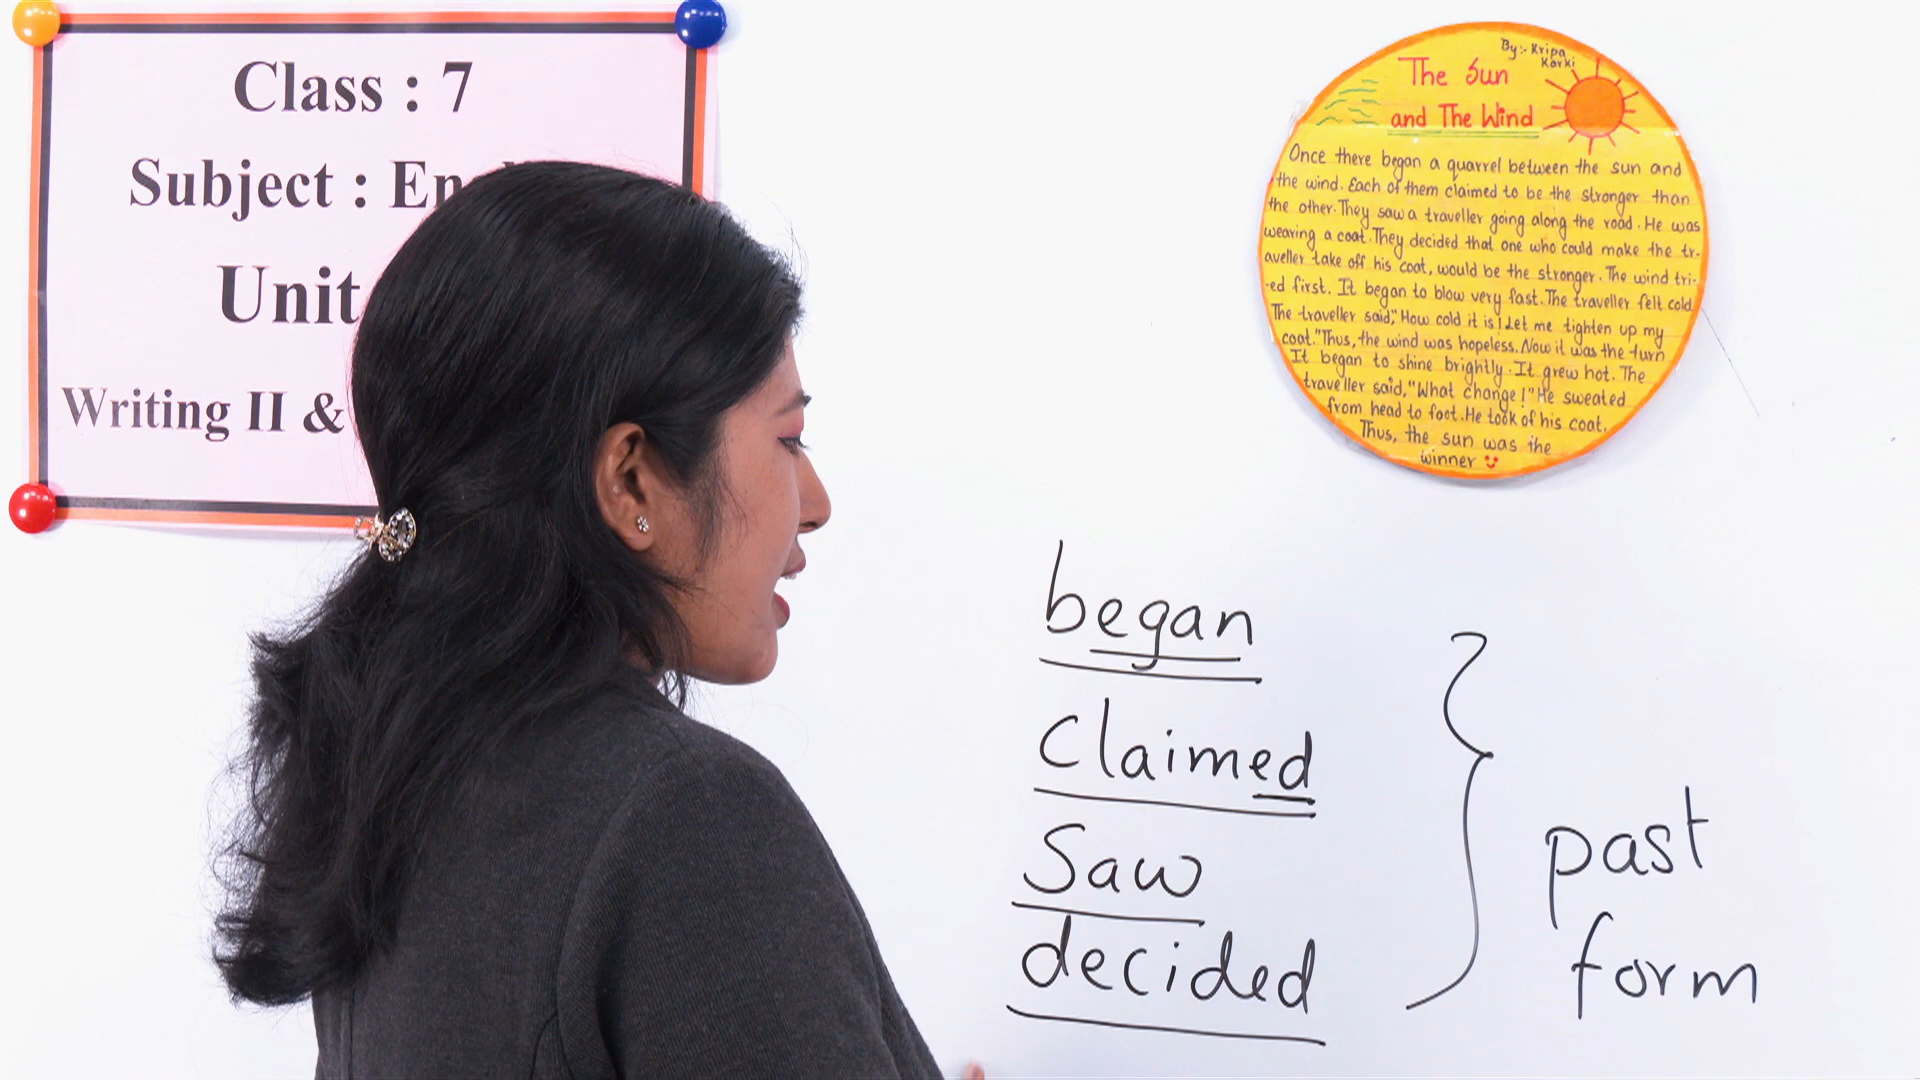 Class : 7
Subject : En
Unit
Writing II &
By:- Kripa
Karki
The Sun
and The Wind
Once there began a quarrel between the sun and
the wind. Each of them claimed to be the stronger than
the other. They saw a traveller going along the road. He was
wearing a coat. They decided that one who could make the tr-
aveller take off his coat, would be the stronger. The wind tri-
-ed first. It began to blow very fast. The traveller felt cold.
The traveller said," How cold it is! Let me tighten up my
coat." Thus, the wind was hopeless. Now it was the turn
It began to shine brightly. It grew hot. The
traveller said, "What change!" He sweated
from head to foot. He took of his coat.
Thus, the sun was the
winner
began
claimed
Saw
decided
past
form